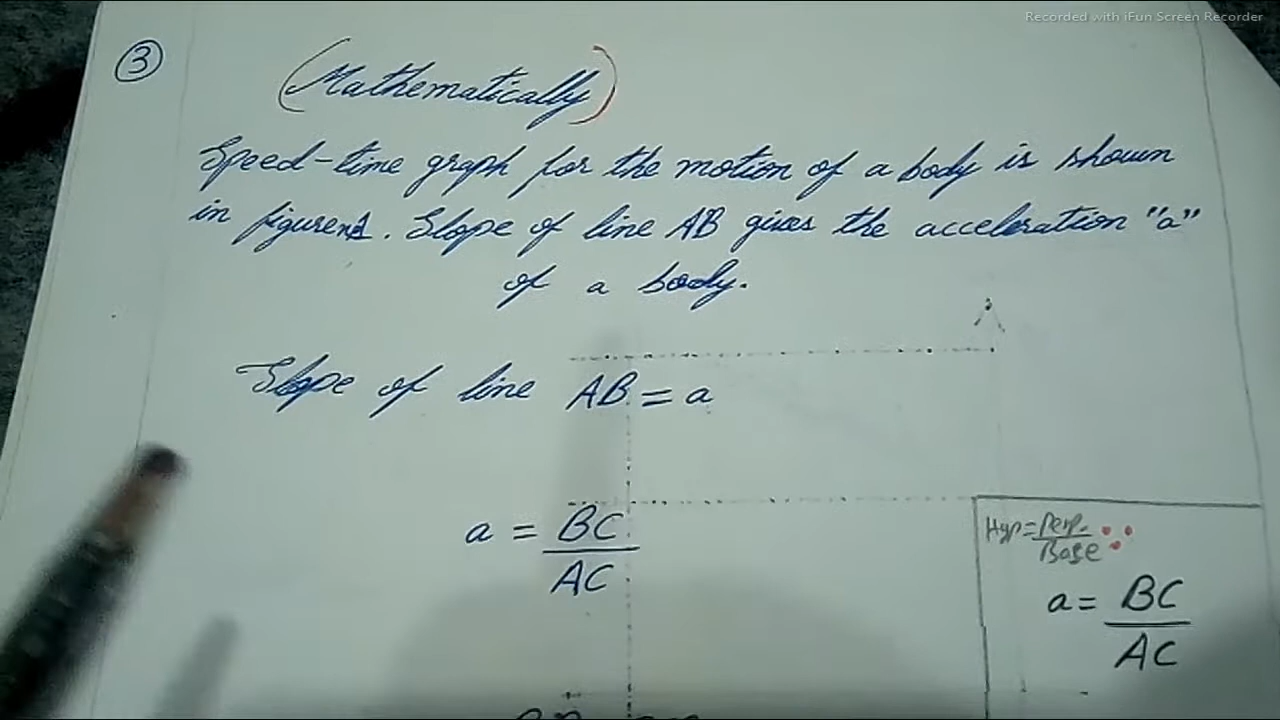 Recorded with iFun Screen Recorder
③
(Mathematically)
Speed-time graph for the motion of a body is shown
in figure. Slope of line AB gives the acceleration "a"
of a body.
Slope of line AB = a
a = BC
AC
Hyp = Perp.
Base
∵
a = BC
AC